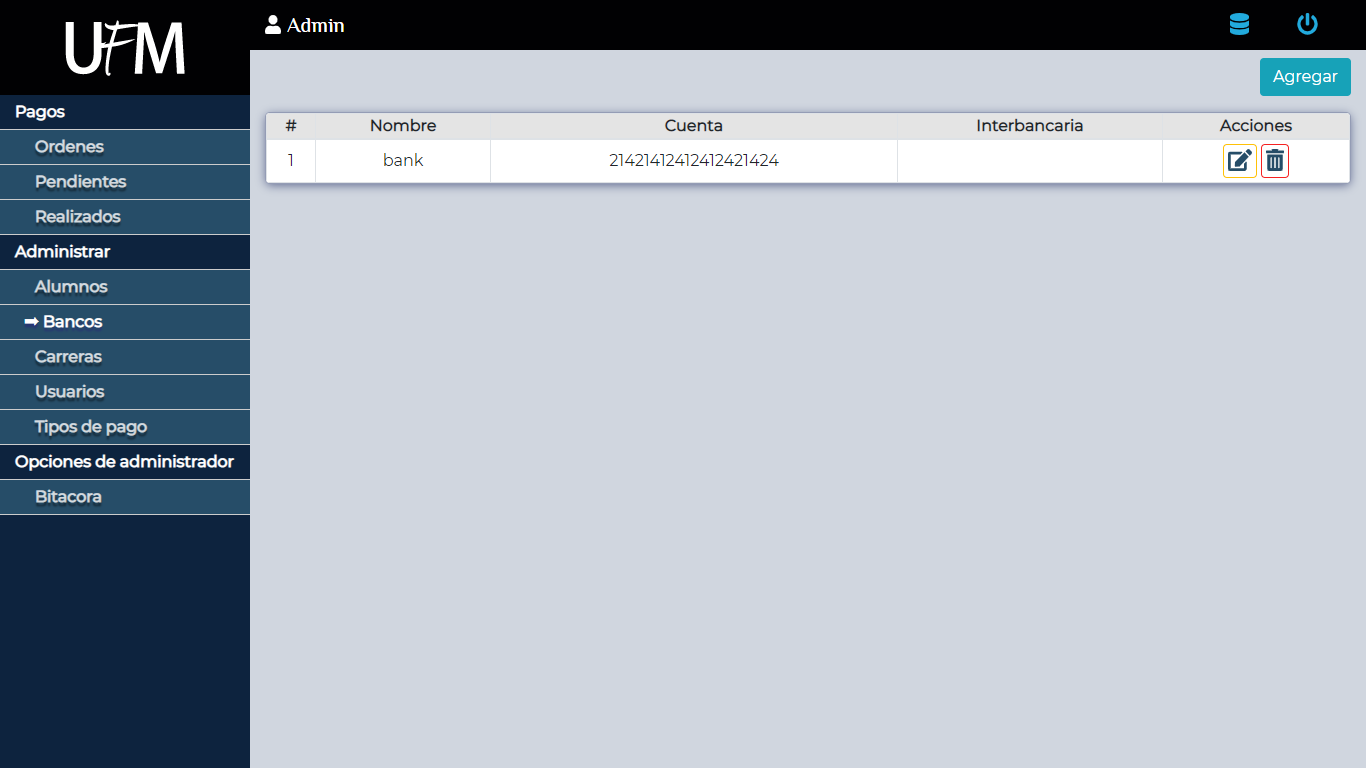 UFM
Admin
Agregar
Pagos
Ordenes
Pendientes
Realizados
Administrar
Alumnos
➡ Bancos
Carreras
Usuarios
Tipos de pago
Opciones de administrador
Bitacora
# Nombre Cuenta Interbancaria Acciones
1 bank 21421412412412421424